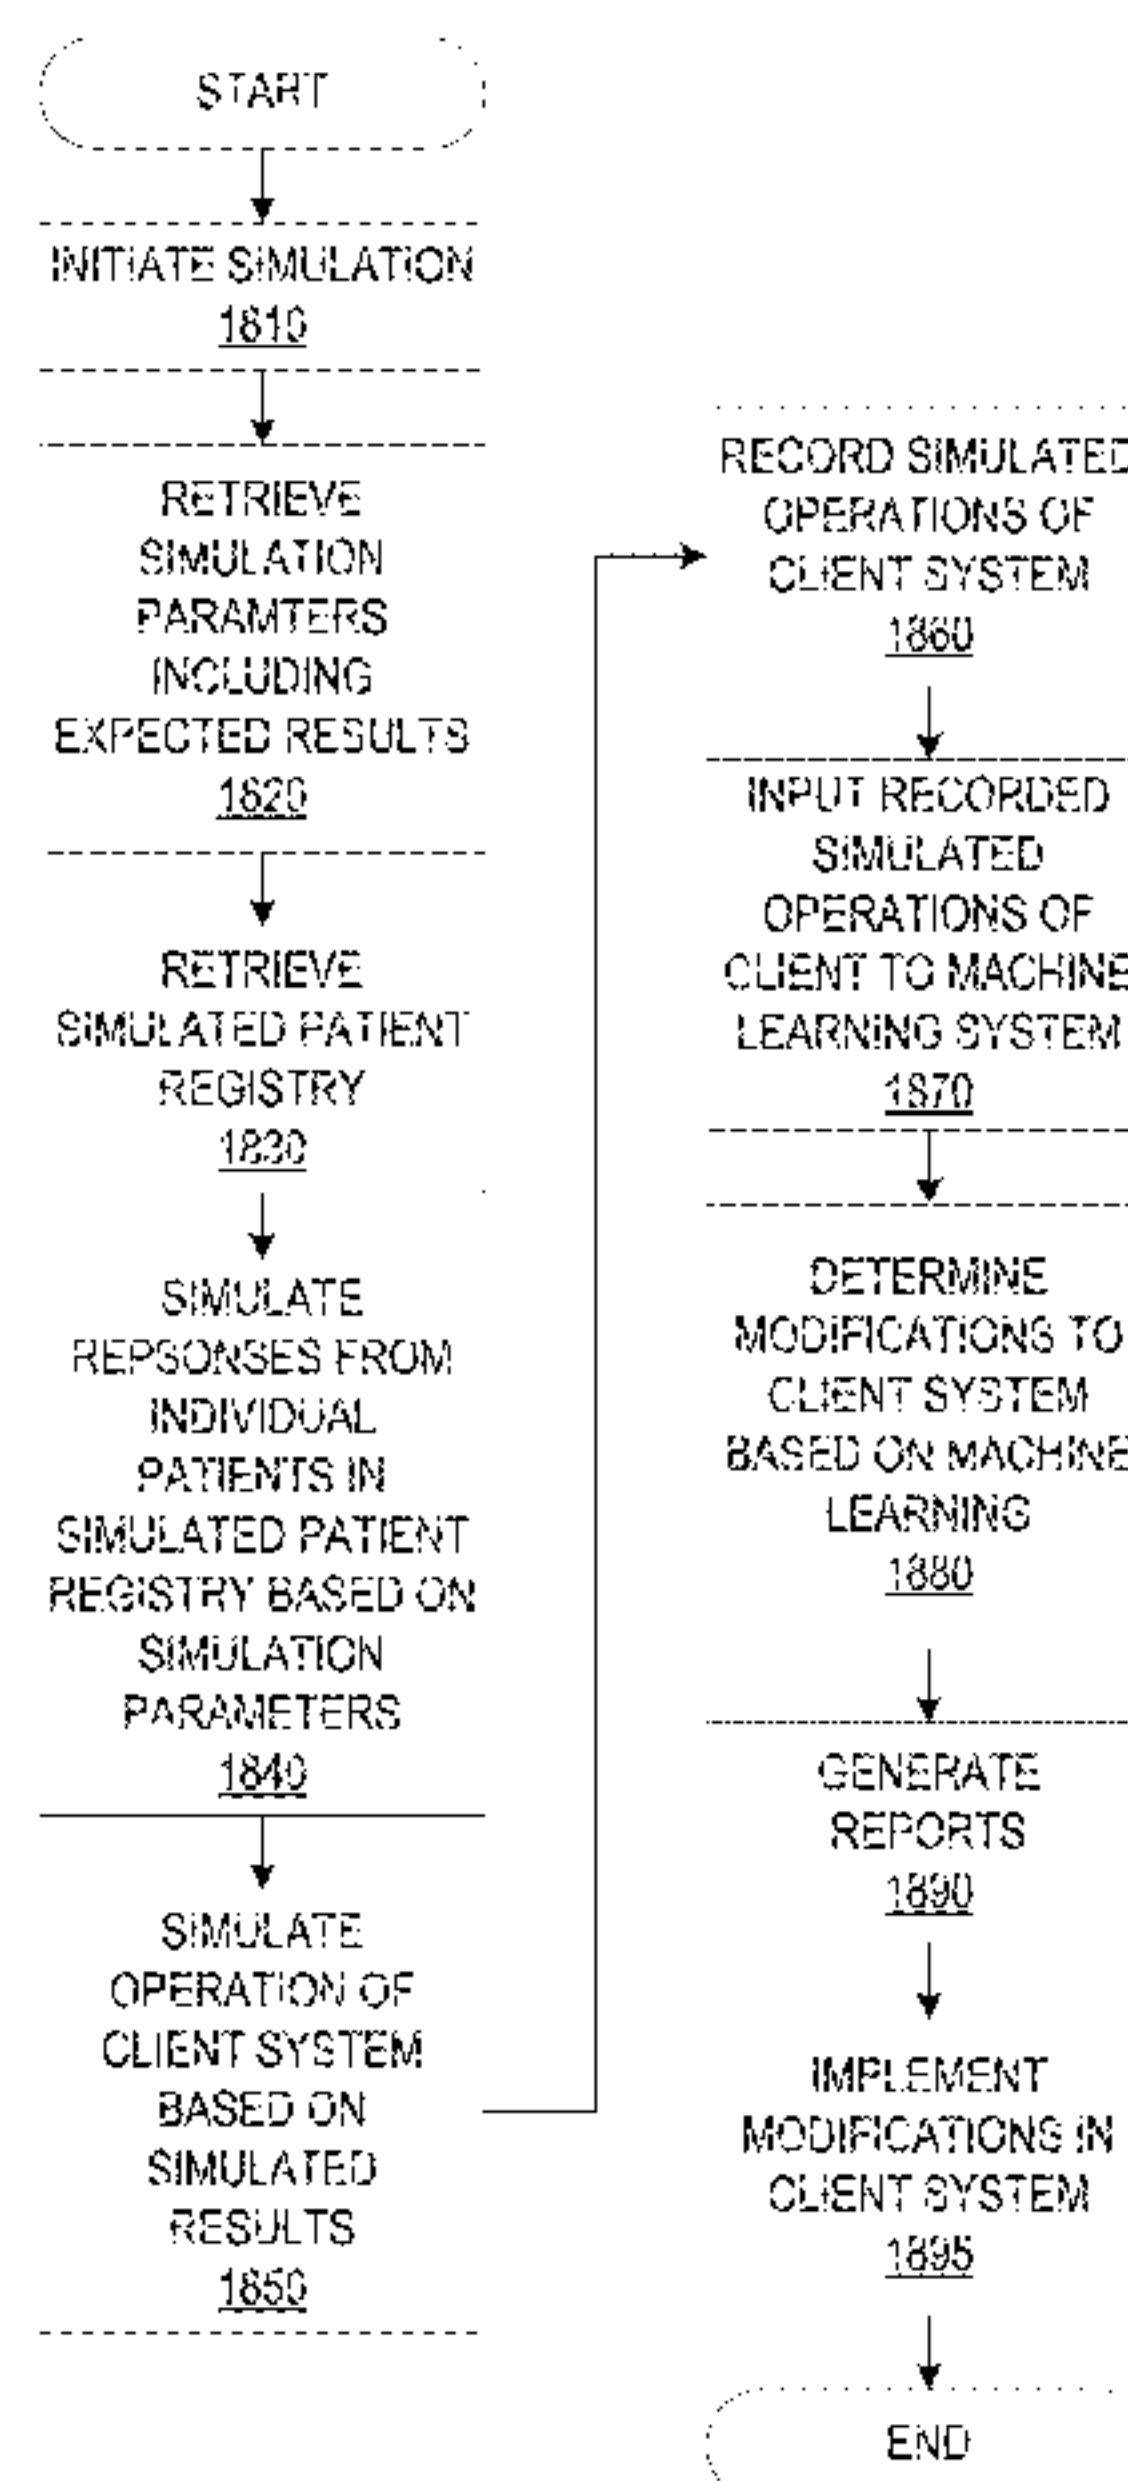 START
INITIATE SIMULATION
1810
RETRIEVE
SIMULATION
PARAMTERS
INCLUDING
EXPECTED RESULTS
1820
RETRIEVE
SIMULATED PATIENT
REGISTRY
1830
SIMULATE
REPSONSES FROM
INDIVIDUAL
PATIENTS IN
SIMULATED PATIENT
REGISTRY BASED ON
SIMULATION
PARAMETERS
1840
SIMULATE
OPERATION OF
CLIENT SYSTEM
BASED ON
SIMULATED
RESULTS
1850
RECORD SIMULATED
OPERATIONS OF
CLIENT SYSTEM
1860
INPUT RECORDED
SIMULATED
OPERATIONS OF
CLIENT TO MACHINE
LEARNING SYSTEM
1870
DETERMINE
MODIFICATIONS TO
CLIENT SYSTEM
BASED ON MACHINE
LEARNING
1880
GENERATE
REPORTS
1890
IMPLEMENT
MODIFICATIONS IN
CLIENT SYSTEM
1895
END